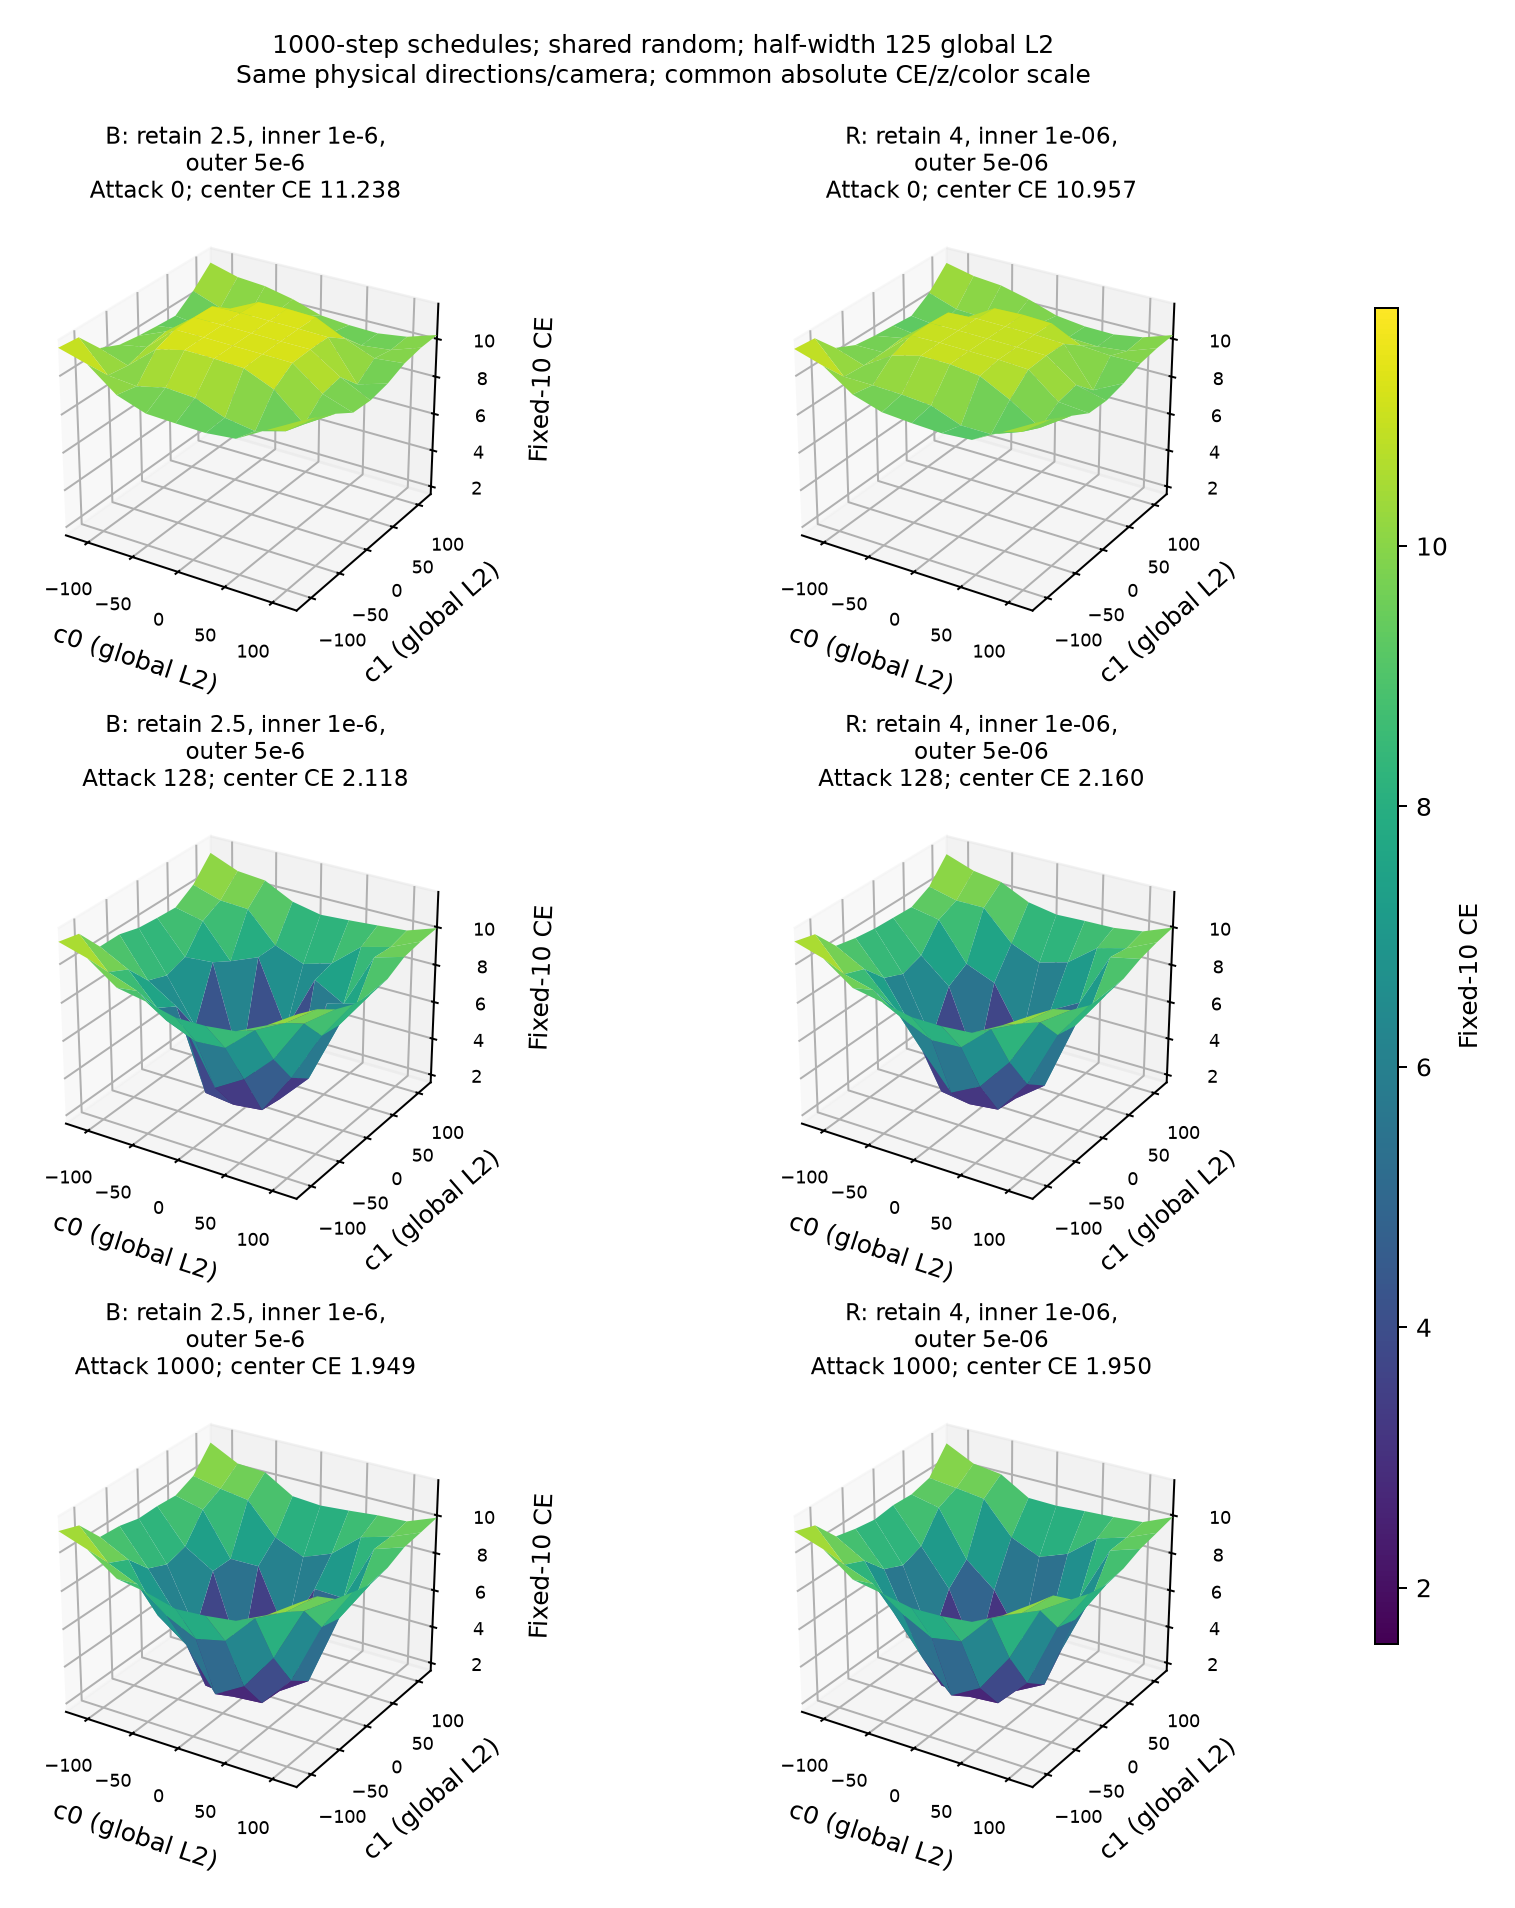 1000-step schedules; shared random; half-width 125 global L2
Same physical directions/camera; common absolute CE/z/color scale
B: retain 2.5, inner 1e-6,
outer 5e-6
Attack 0; center CE 11.238
10
8
6
4
2
Fixed-10 CE
−100
−50
0
50
100
c0 (global L2)
−100
−50
0
50
100
c1 (global L2)
R: retain 4, inner 1e-06,
outer 5e-06
Attack 0; center CE 10.957
10
8
6
4
2
−100
−50
0
50
100
c0 (global L2)
−100
−50
0
50
100
c1 (global L2)
B: retain 2.5, inner 1e-6,
outer 5e-6
Attack 128; center CE 2.118
10
8
6
4
2
Fixed-10 CE
−100
−50
0
50
100
c0 (global L2)
−100
−50
0
50
100
c1 (global L2)
R: retain 4, inner 1e-06,
outer 5e-06
Attack 128; center CE 2.160
10
8
6
4
2
−100
−50
0
50
100
c0 (global L2)
−100
−50
0
50
100
c1 (global L2)
B: retain 2.5, inner 1e-6,
outer 5e-6
Attack 1000; center CE 1.949
10
8
6
4
2
Fixed-10 CE
−100
−50
0
50
100
c0 (global L2)
−100
−50
0
50
100
c1 (global L2)
R: retain 4, inner 1e-06,
outer 5e-06
Attack 1000; center CE 1.950
10
8
6
4
2
−100
−50
0
50
100
c0 (global L2)
−100
−50
0
50
100
c1 (global L2)
10
8
6
4
2
Fixed-10 CE